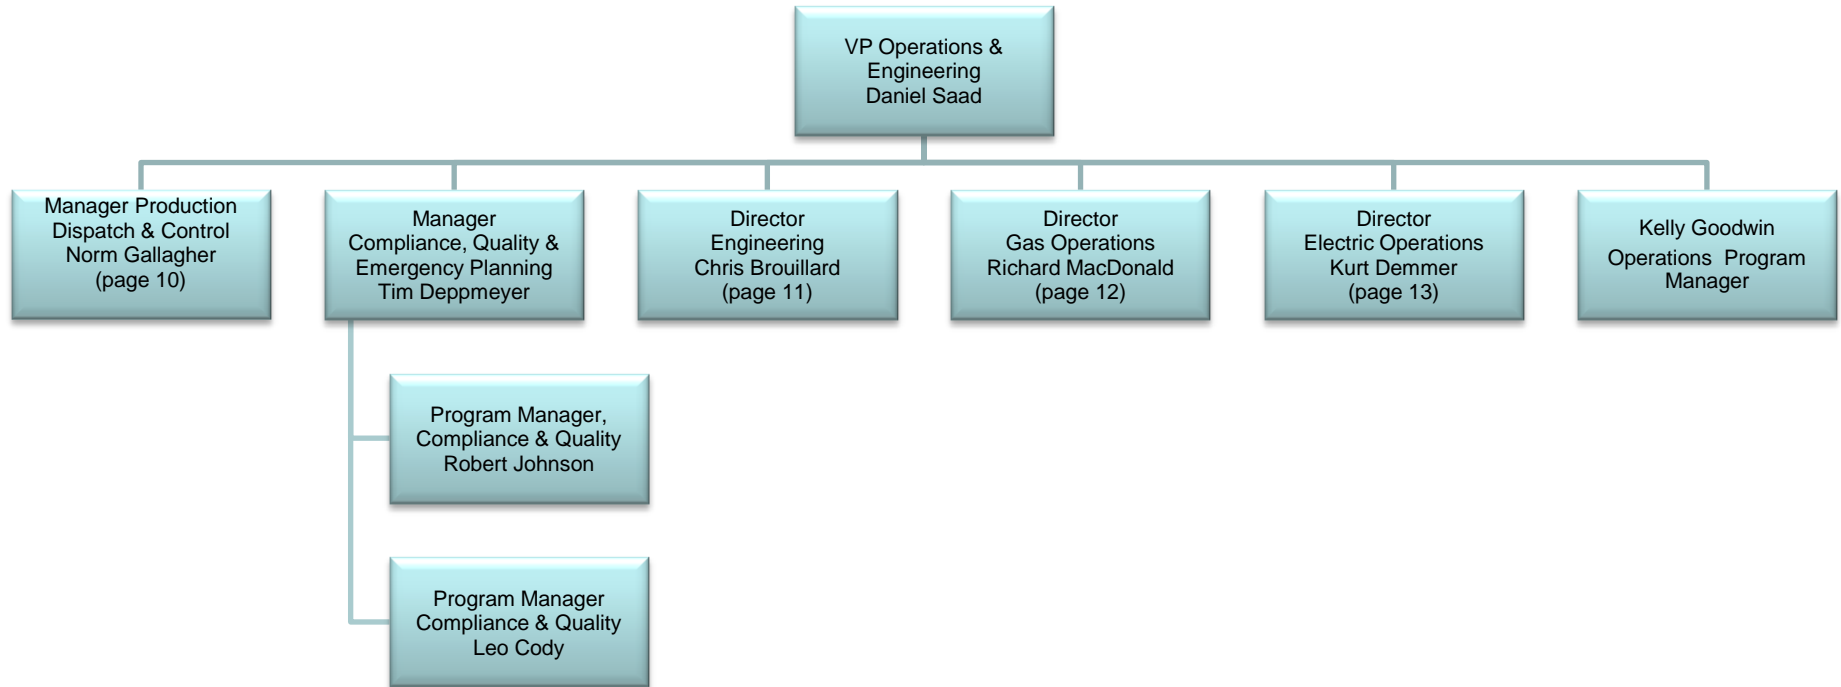 VP Operations &
Engineering
Daniel Saad
Manager Production
Dispatch & Control
Norm Gallagher
(page 10)
Manager
Compliance, Quality &
Emergency Planning
Tim Deppmeyer
Director
Engineering
Chris Brouillard
(page 11)
Director
Gas Operations
Richard MacDonald
(page 12)
Director
Electric Operations
Kurt Demmer
(page 13)
Kelly Goodwin
Operations  Program
Manager
Program Manager,
Compliance & Quality
Robert Johnson
Program Manager
Compliance & Quality
Leo Cody